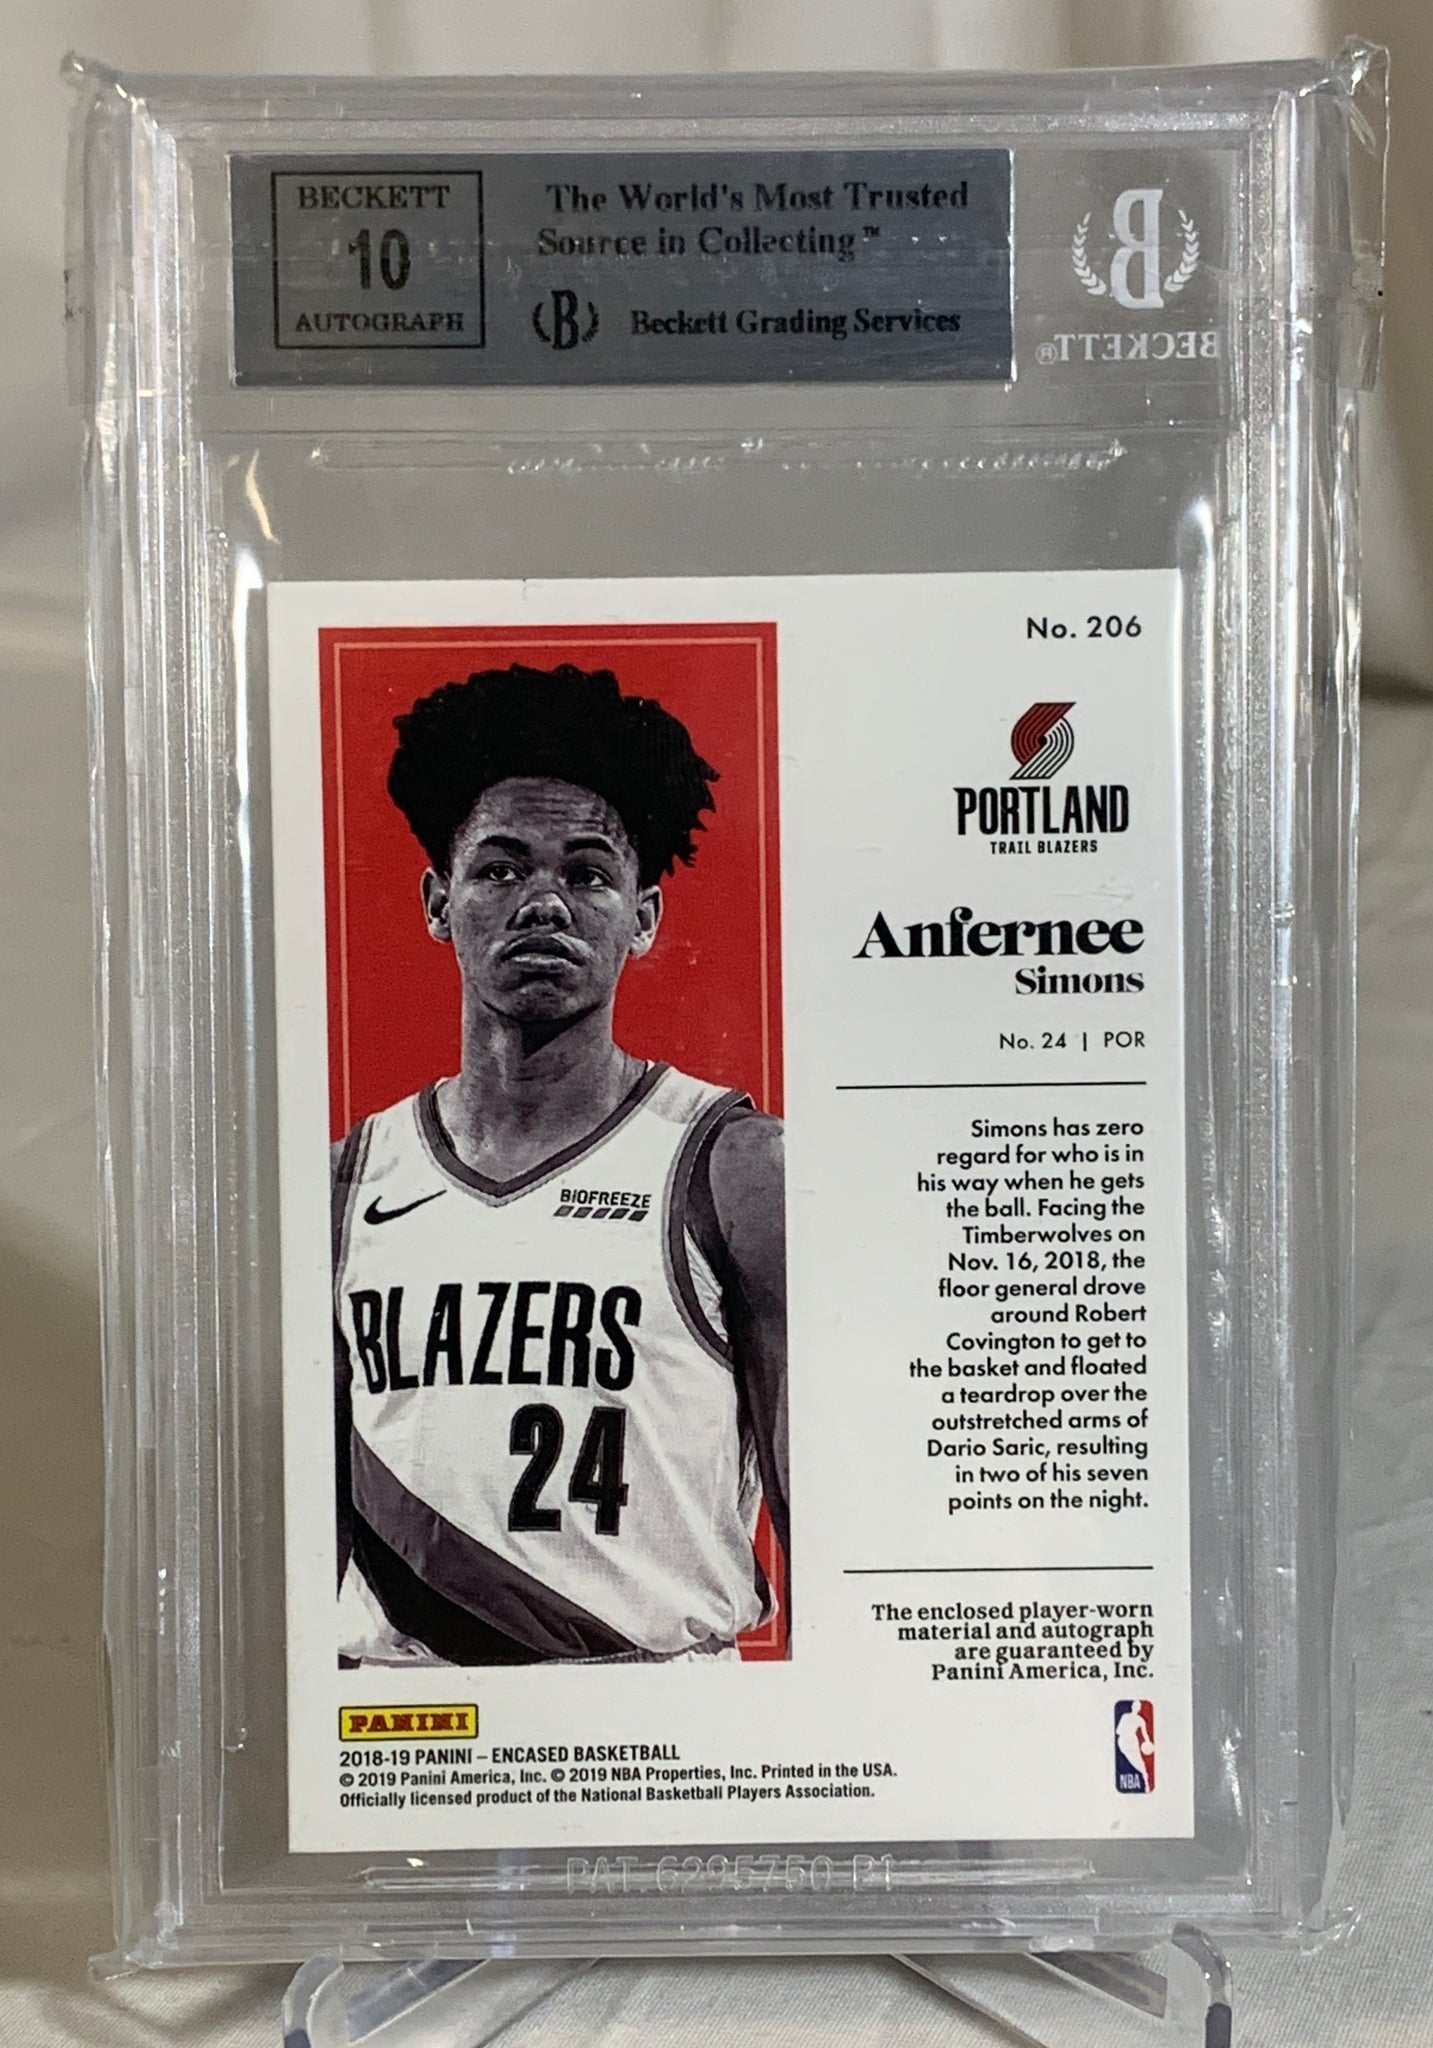 BECKETT
10
AUTOGRAPH
The World's Most Trusted
Source in Collecting™
B Beckett Grading Services
B
BECKETT®
No. 206
PORTLAND
TRAIL BLAZERS
Anfernee
Simons
No. 24 | POR
Simons has zero
regard for who is in
his way when he gets
the ball. Facing the
Timberwolves on
Nov. 16, 2018, the
floor general drove
around Robert
Covington to get to
the basket and floated
a teardrop over the
outstretched arms of
Dario Saric, resulting
in two of his seven
points on the night.
The enclosed player-worn
material and autograph
are guaranteed by
Panini America, Inc.
BIOFREEZE
BLAZERS
24
PANINI
2018-19 PANINI – ENCASED BASKETBALL
© 2019 Panini America, Inc. © 2019 NBA Properties, Inc. Printed in the USA.
Officially licensed product of the National Basketball Players Association.
NBA
PAT. 6295750 B1